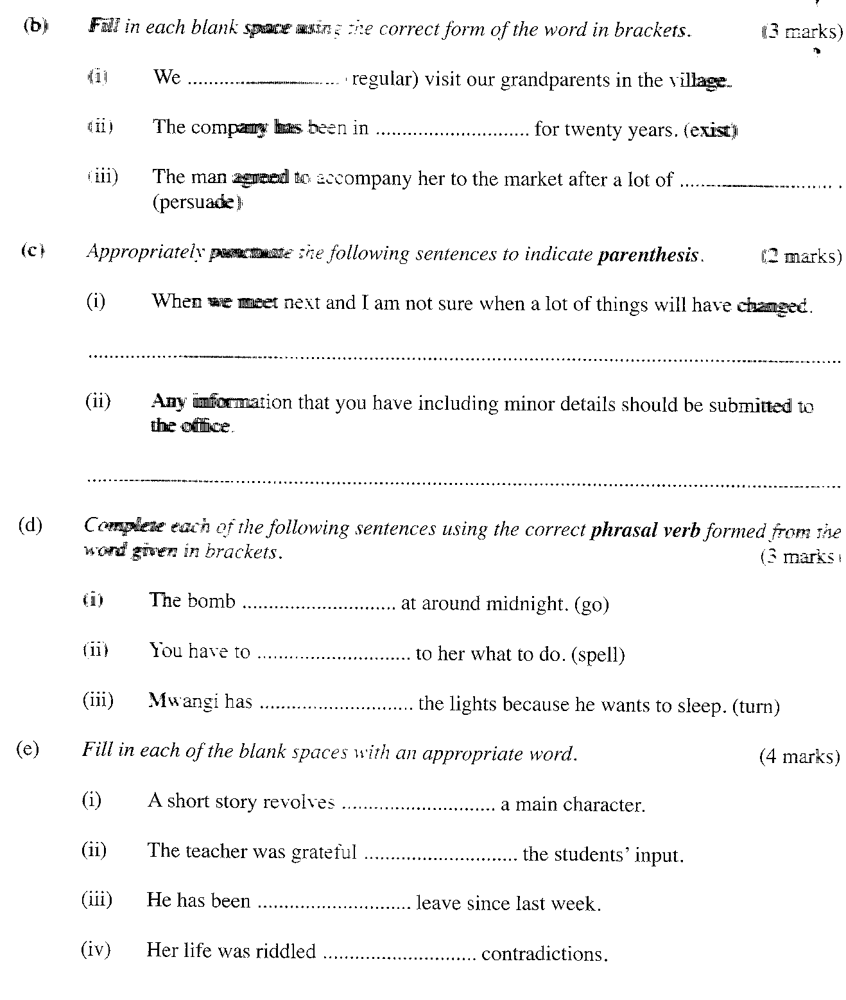 (b) Fill in each blank space using the correct form of the word in brackets. (3 marks)
(i) We ............................ (regular) visit our grandparents in the village.
(ii) The company has been in ............................. for twenty years. (exist)
(iii) The man agreed to accompany her to the market after a lot of ............................... .
(persuade)
(c) Appropriately punctuate the following sentences to indicate parenthesis. (2 marks)
(i) When we meet next and I am not sure when a lot of things will have changed.
................................................................................................................................................
(ii) Any information that you have including minor details should be submitted to
the office.
................................................................................................................................................
(d) Complete each of the following sentences using the correct phrasal verb formed from the
word given in brackets. (3 marks)
(i) The bomb ............................. at around midnight. (go)
(ii) You have to ............................. to her what to do. (spell)
(iii) Mwangi has ............................. the lights because he wants to sleep. (turn)
(e) Fill in each of the blank spaces with an appropriate word. (4 marks)
(i) A short story revolves ............................. a main character.
(ii) The teacher was grateful ............................. the students' input.
(iii) He has been ............................. leave since last week.
(iv) Her life was riddled ............................. contradictions.